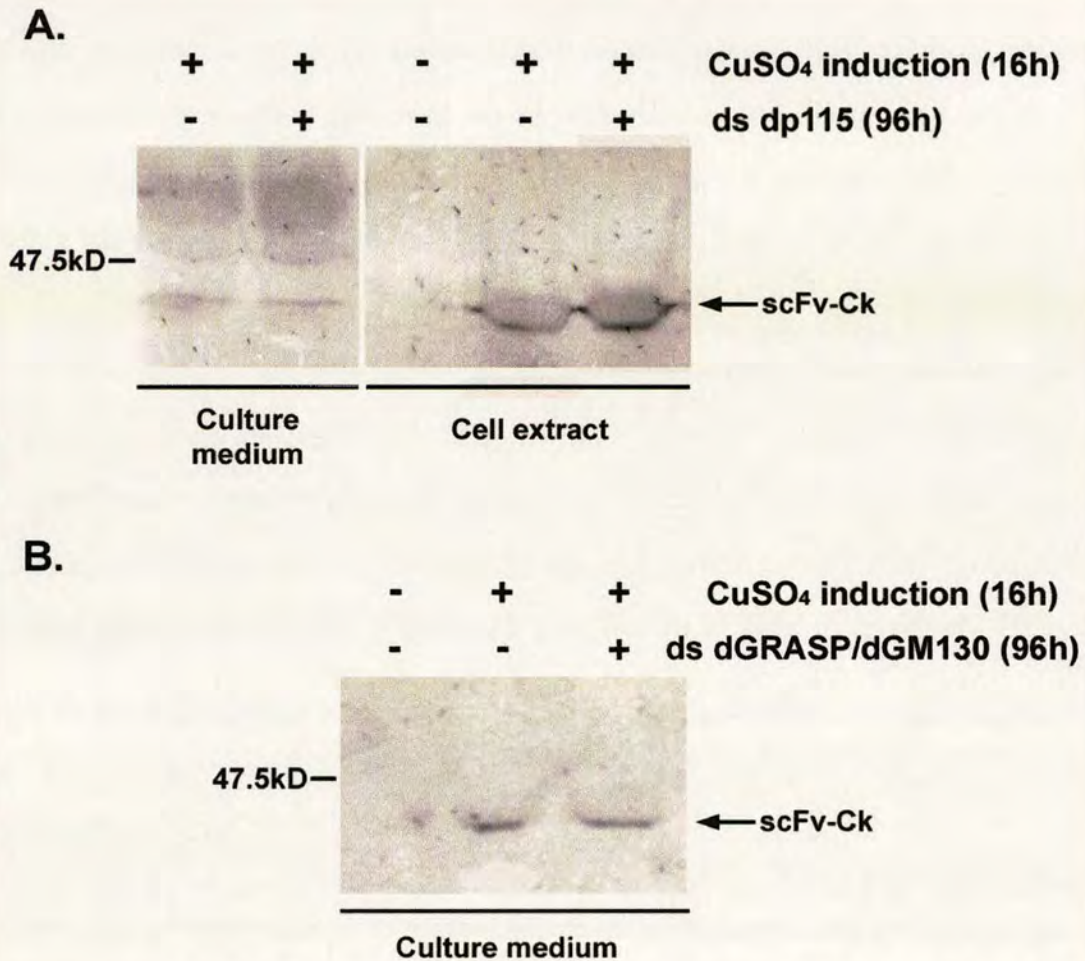 A.
+ + - + + CuSO₄ induction (16h)
- + - - + ds dp115 (96h)
47.5kD
scFv-Ck
Culture medium
Cell extract
B.
- + + CuSO₄ induction (16h)
- - + ds dGRASP/dGM130 (96h)
47.5kD
scFv-Ck
Culture medium